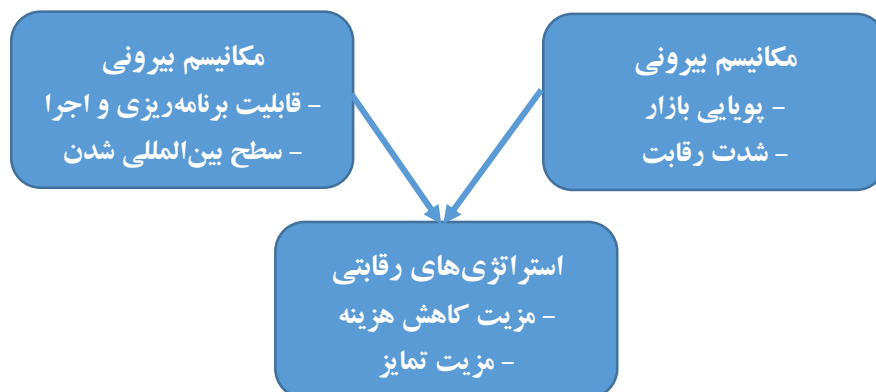 مکانیسم بیرونی
- پویایی بازار
- شدت رقابت
مکانیسم بیرونی
- قابلیت برنامه‌ریزی و اجرا
- سطح بین‌المللی شدن
استراتژی‌های رقابتی
- مزیت کاهش هزینه
- مزیت تمایز